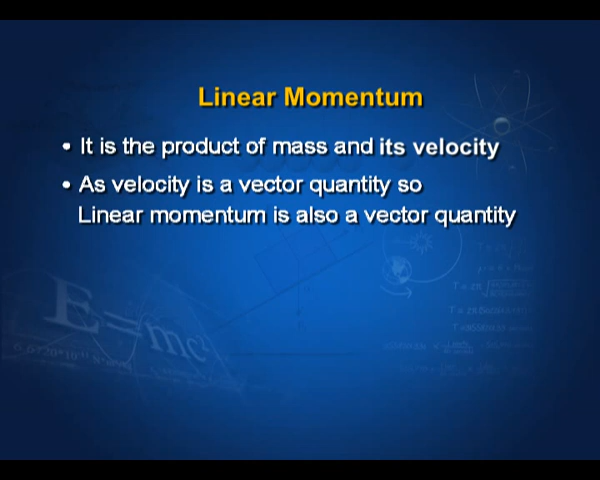 Linear Momentum
• It is the product of mass and its velocity
• As velocity is a vector quantity so
Linear momentum is also a vector quantity
E=mc²